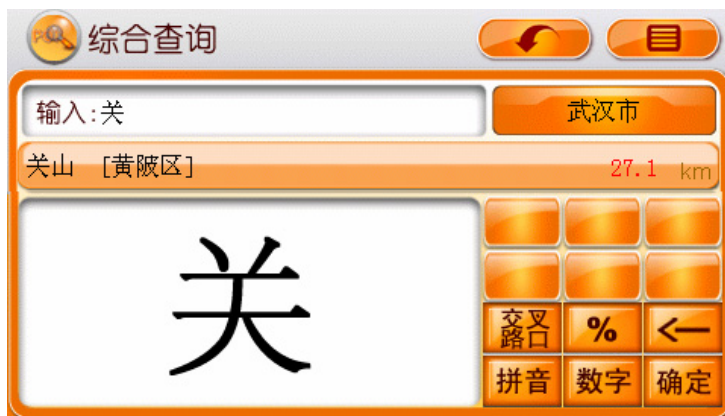 综合查询
输入:关
武汉市
关山 [黄陂区] 27.1 km
关
交叉路口 % ←
拼音 数字 确定